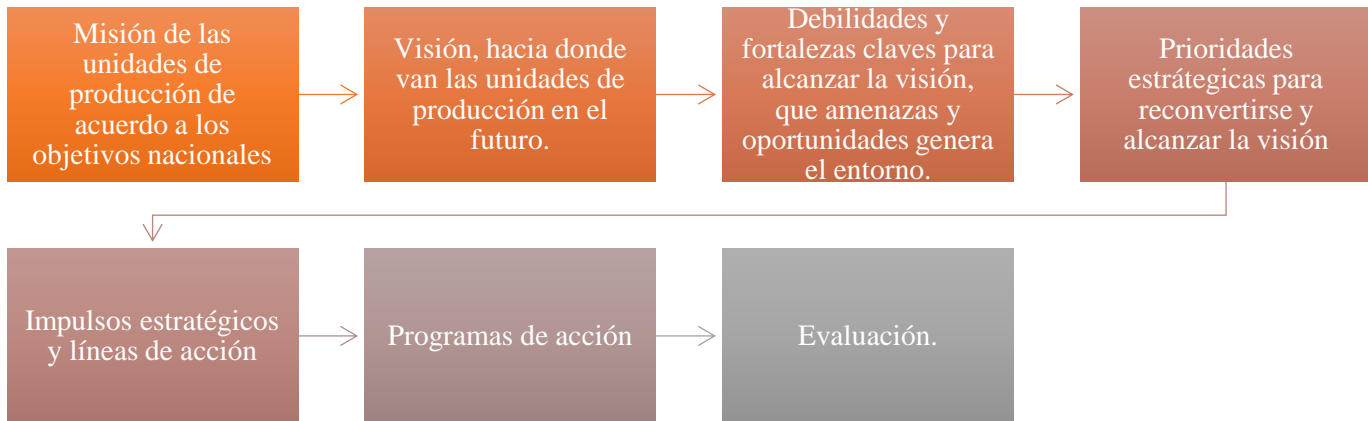 Misión de las
unidades de
producción de
acuerdo a los
objetivos nacionales
Visión, hacia donde
van las unidades de
producción en el
futuro.
Debilidades y
fortalezas claves para
alcanzar la visión,
que amenazas y
oportunidades genera
el entorno.
Prioridades
estrátegicas para
reconvertirse y
alcanzar la visión
Impulsos estratégicos
y líneas de acción
Programas de acción
Evaluación.